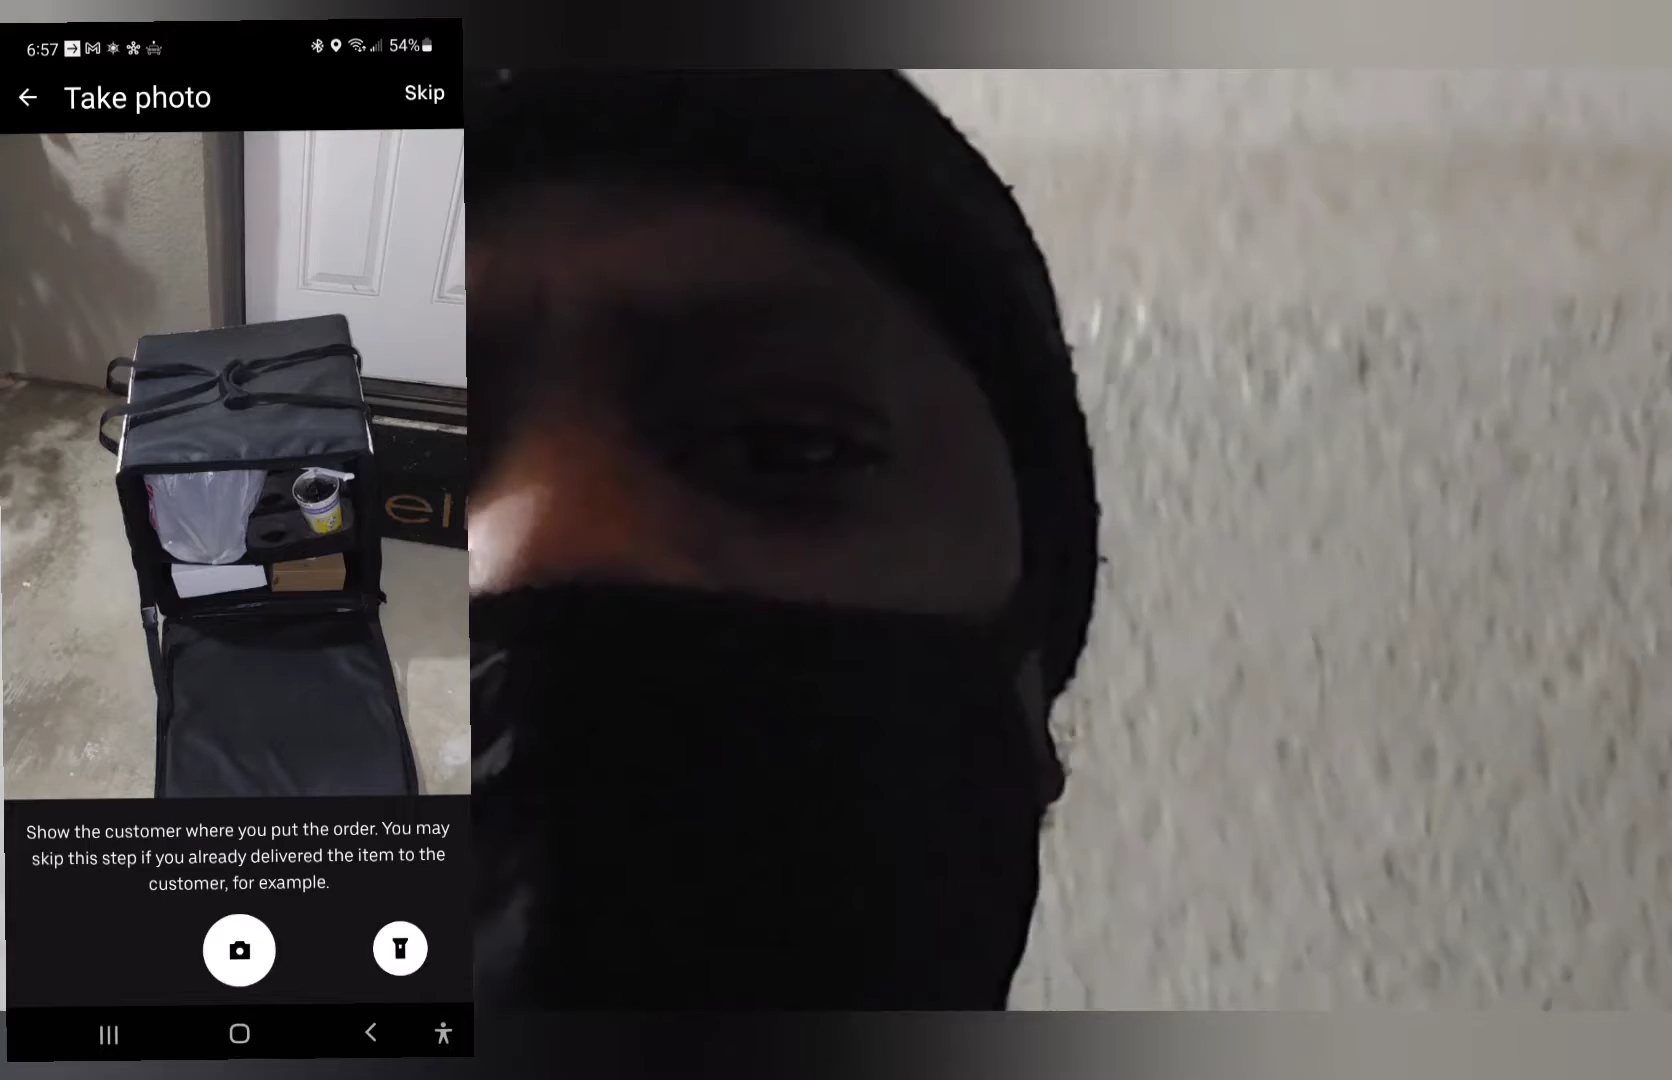 6:57
54%
Take photo
Skip
el
Show the customer where you put the order. You may
skip this step if you already delivered the item to the
customer, for example.